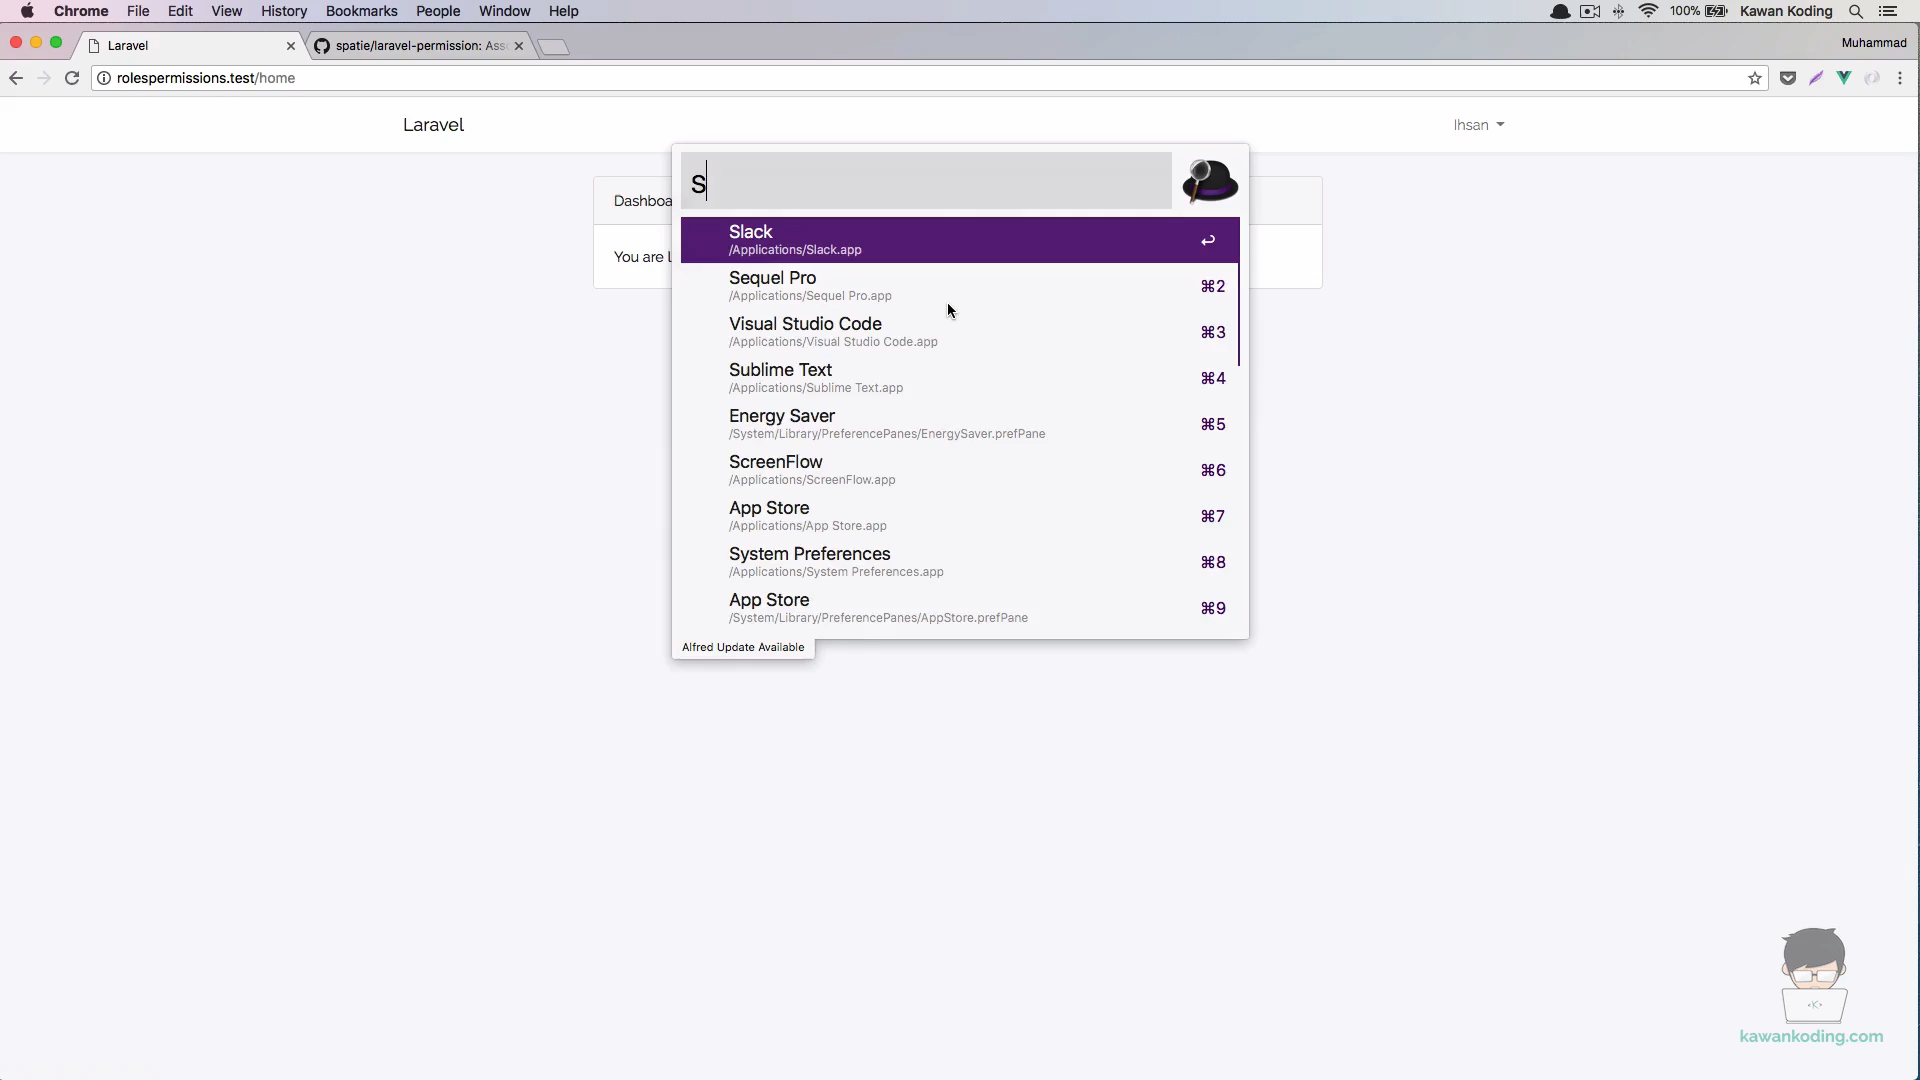 Chrome File Edit View History Bookmarks People Window Help 100% Kawan Koding
Laravel spatie/laravel-permission: Ass Muhammad
rolespermissions.test/home
Laravel Ihsan
S
Dashboa
You are l
Slack
/Applications/Slack.app
Sequel Pro ⌘2
/Applications/Sequel Pro.app
Visual Studio Code ⌘3
/Applications/Visual Studio Code.app
Sublime Text ⌘4
/Applications/Sublime Text.app
Energy Saver ⌘5
/System/Library/PreferencePanes/EnergySaver.prefPane
ScreenFlow ⌘6
/Applications/ScreenFlow.app
App Store ⌘7
/Applications/App Store.app
System Preferences ⌘8
/Applications/System Preferences.app
App Store ⌘9
/System/Library/PreferencePanes/AppStore.prefPane
Alfred Update Available
<K>
kawankoding.com